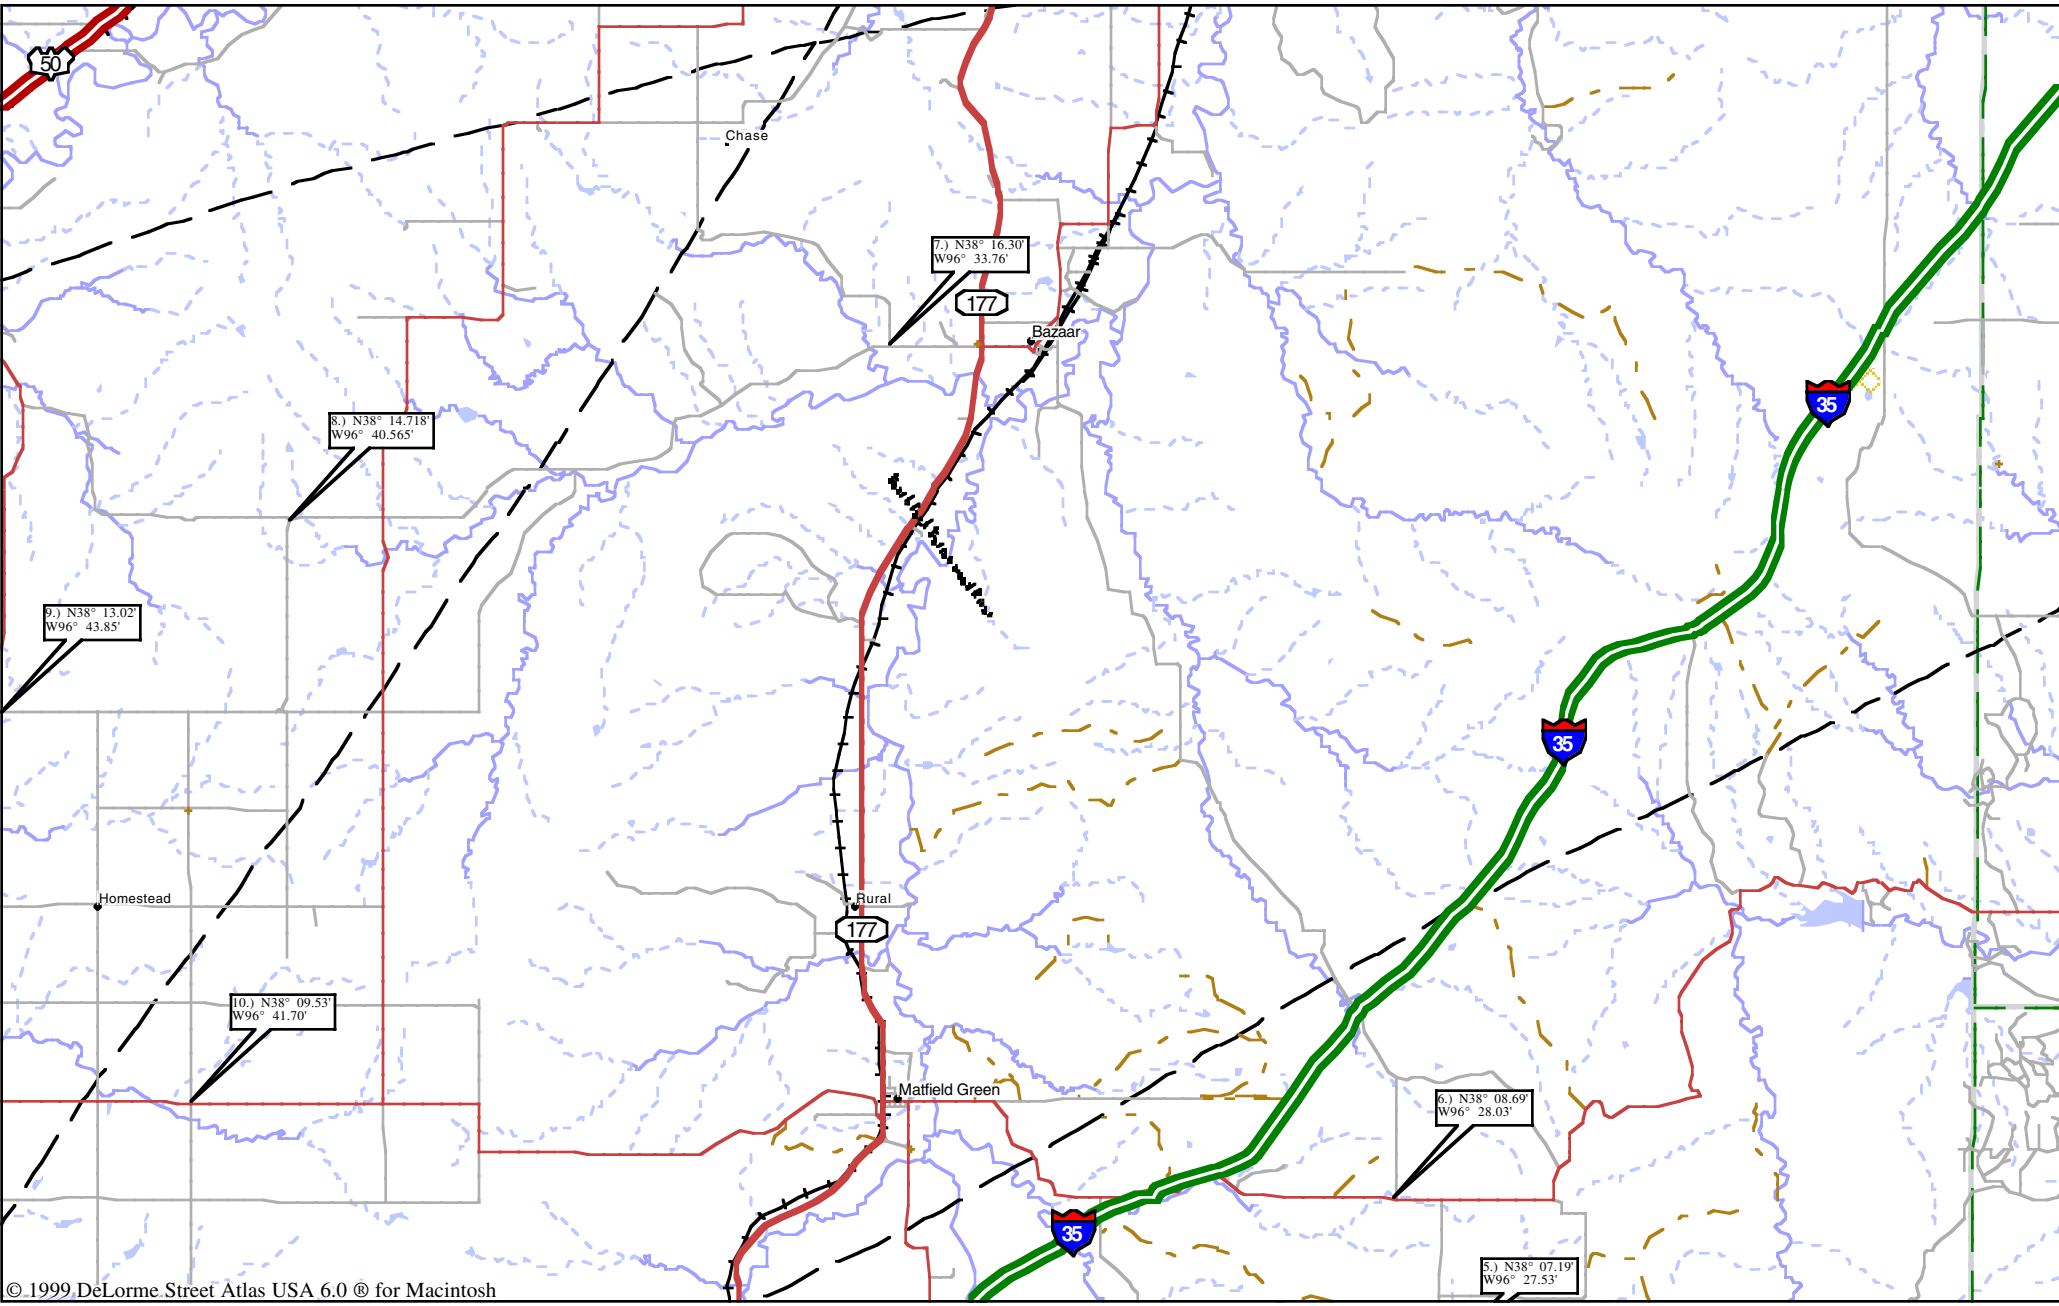 50
Chase
7.) N38° 16.30'
W96° 33.76'
177
Bazaar
35
8.) N38° 14.718'
W96° 40.565'
9.) N38° 13.02'
W96° 43.85'
35
Homestead
Rural
177
10.) N38° 09.53'
W96° 41.70'
Matfield Green
6.) N38° 08.69'
W96° 28.03'
35
5.) N38° 07.19'
W96° 27.53'
© 1999 DeLorme Street Atlas USA 6.0 ® for Macintosh